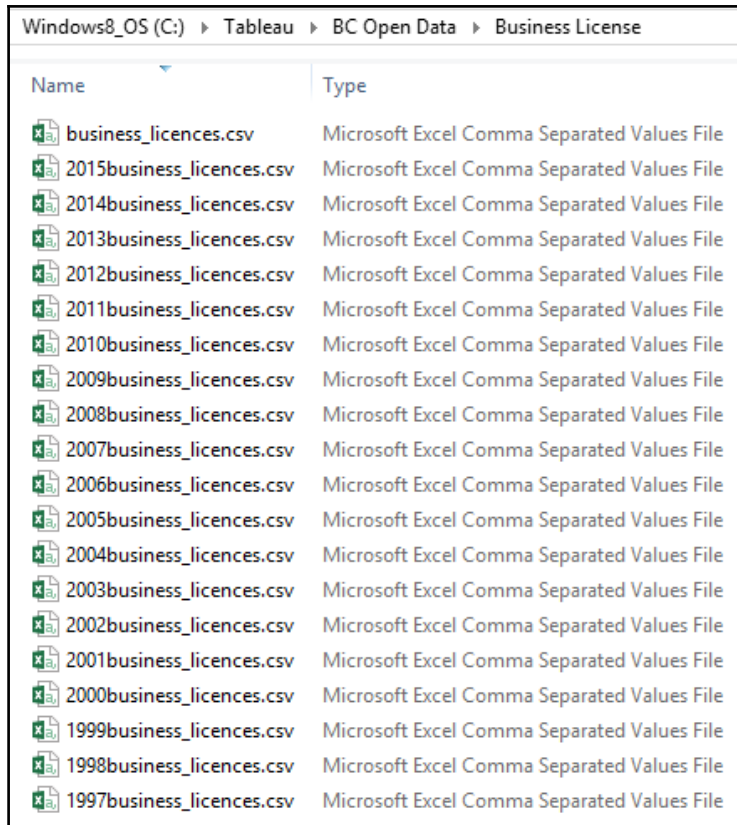 Windows8_OS (C:) Tableau BC Open Data Business License
Name Type
business_licences.csv Microsoft Excel Comma Separated Values File
2015business_licences.csv Microsoft Excel Comma Separated Values File
2014business_licences.csv Microsoft Excel Comma Separated Values File
2013business_licences.csv Microsoft Excel Comma Separated Values File
2012business_licences.csv Microsoft Excel Comma Separated Values File
2011business_licences.csv Microsoft Excel Comma Separated Values File
2010business_licences.csv Microsoft Excel Comma Separated Values File
2009business_licences.csv Microsoft Excel Comma Separated Values File
2008business_licences.csv Microsoft Excel Comma Separated Values File
2007business_licences.csv Microsoft Excel Comma Separated Values File
2006business_licences.csv Microsoft Excel Comma Separated Values File
2005business_licences.csv Microsoft Excel Comma Separated Values File
2004business_licences.csv Microsoft Excel Comma Separated Values File
2003business_licences.csv Microsoft Excel Comma Separated Values File
2002business_licences.csv Microsoft Excel Comma Separated Values File
2001business_licences.csv Microsoft Excel Comma Separated Values File
2000business_licences.csv Microsoft Excel Comma Separated Values File
1999business_licences.csv Microsoft Excel Comma Separated Values File
1998business_licences.csv Microsoft Excel Comma Separated Values File
1997business_licences.csv Microsoft Excel Comma Separated Values File